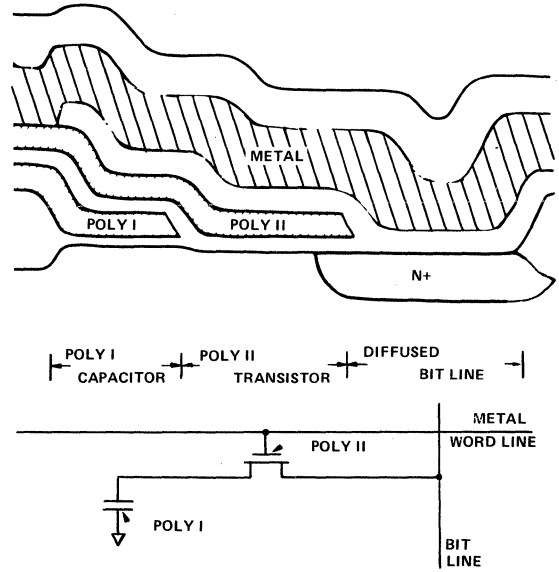 METAL
POLY I
POLY II
N+
POLY I
CAPACITOR
POLY II
TRANSISTOR
DIFFUSED
BIT LINE
METAL
WORD LINE
POLY II
POLY I
BIT
LINE